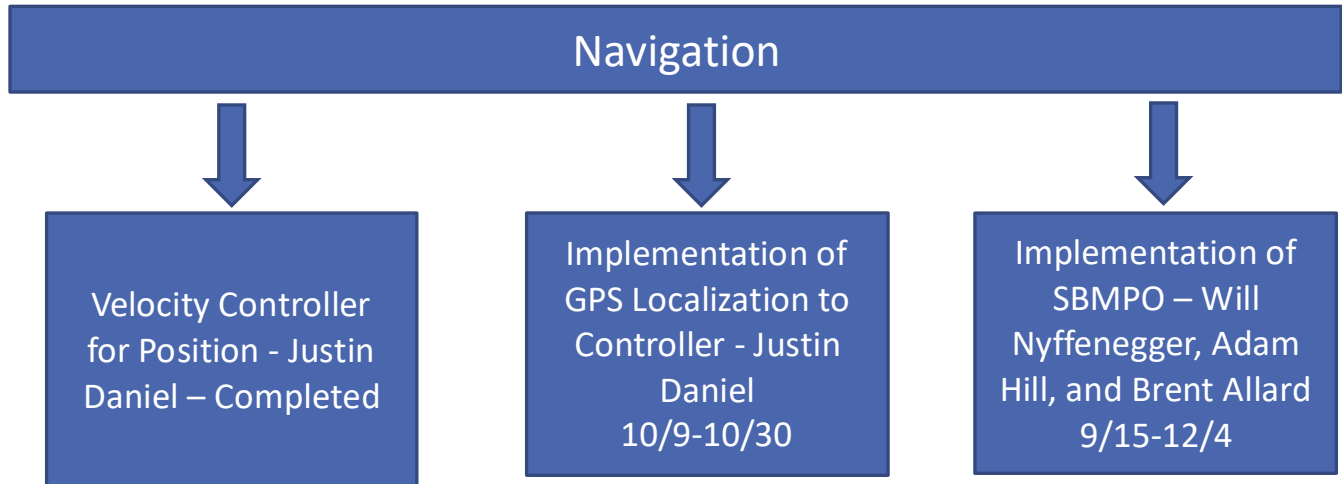 Navigation
Velocity Controller
for Position - Justin
Daniel – Completed
Implementation of
GPS Localization to
Controller - Justin
Daniel
10/9-10/30
Implementation of
SBMPO – Will
Nyffenegger, Adam
Hill, and Brent Allard
9/15-12/4